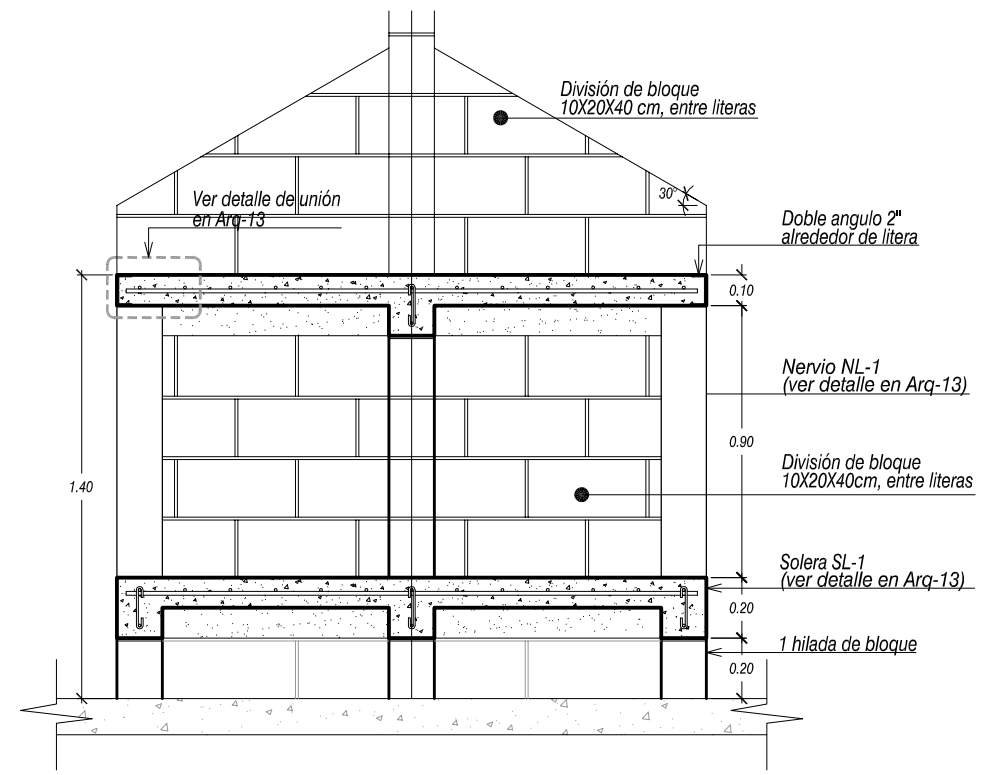 División de bloque
10X20X40 cm, entre literas
30°
Ver detalle de unión
en Arq-13
Doble angulo 2"
alrededor de litera
0.10
Nervio NL-1
(ver detalle en Arq-13)
0.90
División de bloque
10X20X40cm, entre literas
1.40
Solera SL-1
(ver detalle en Arq-13)
0.20
1 hilada de bloque
0.20